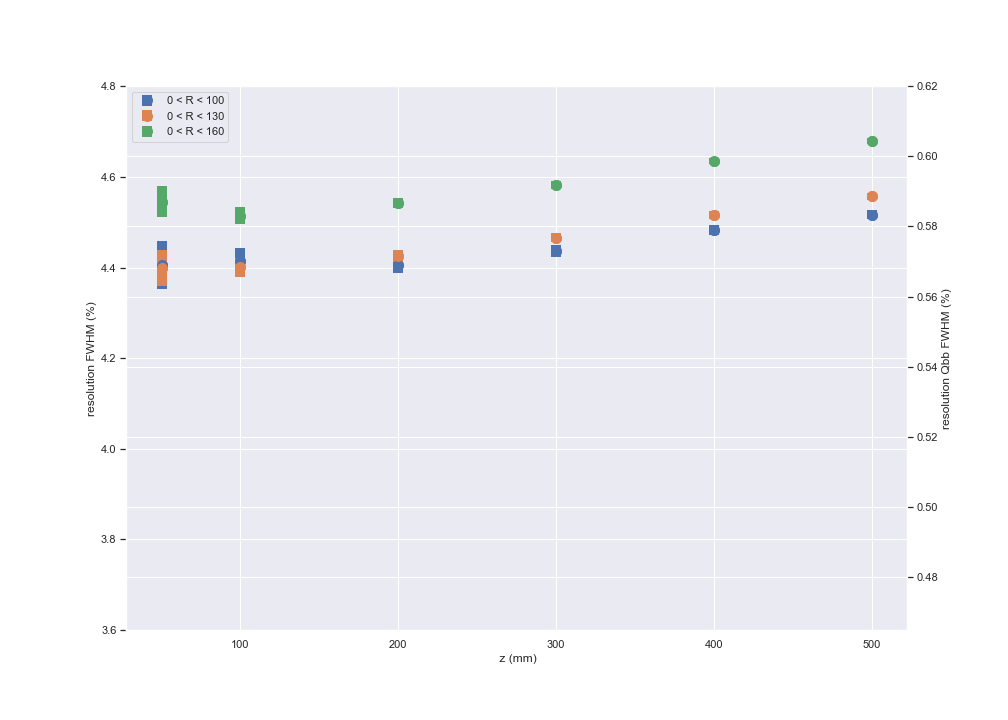 0 < R < 100
0 < R < 130
0 < R < 160
4.8
4.6
4.4
4.2
4.0
3.8
3.6
resolution FWHM (%)
0.62
0.60
0.58
0.56
0.54
0.52
0.50
0.48
resolution Qbb FWHM (%)
100 200 300 400 500
z (mm)